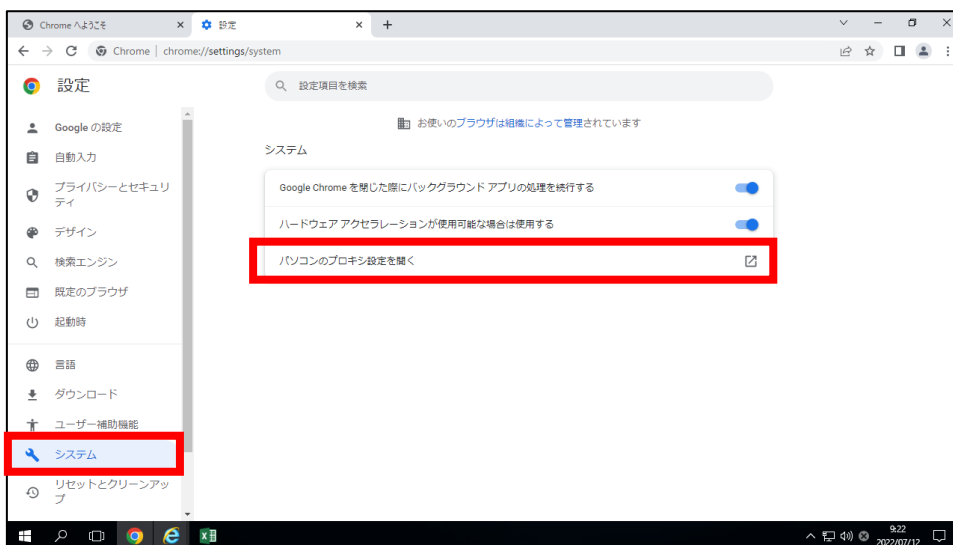 Chrome へようこそ
設定
Chrome | chrome://settings/system
設定
設定項目を検索
お使いのブラウザは組織によって管理されています
Google の設定
自動入力
プライバシーとセキュリ
ティ
デザイン
検索エンジン
既定のブラウザ
起動時
言語
ダウンロード
ユーザー補助機能
システム
リセットとクリーンアッ
プ
システム
Google Chrome を閉じた際にバックグラウンド アプリの処理を続行する
ハードウェア アクセラレーションが使用可能な場合は使用する
パソコンのプロキシ設定を開く
9:22
2022/07/12